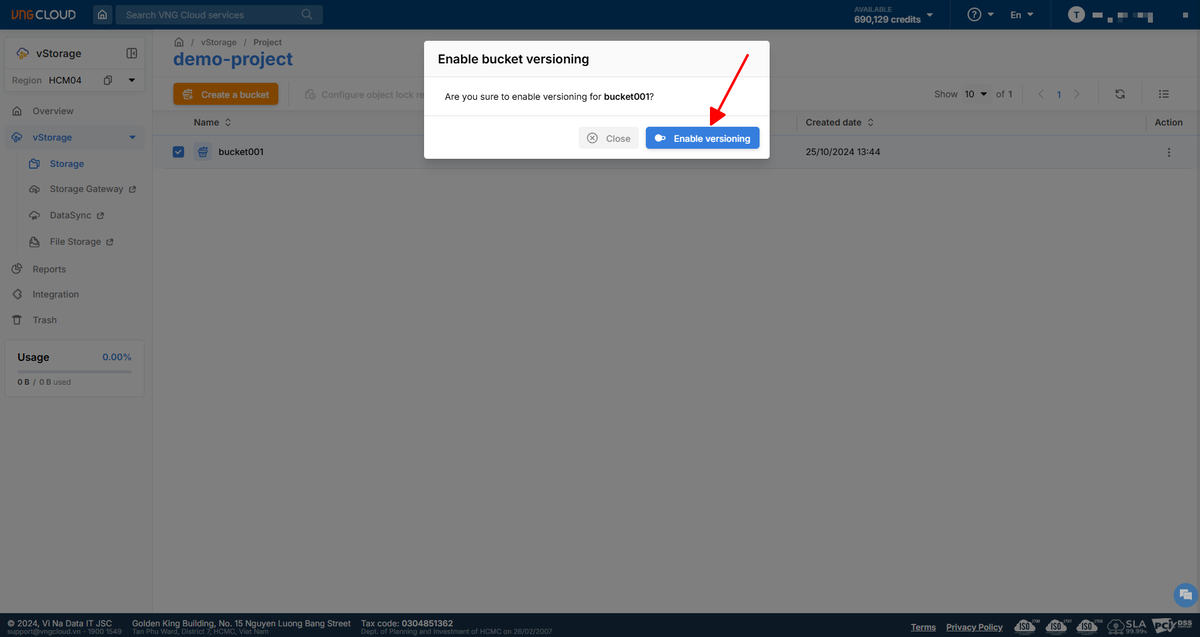 VNG CLOUD
Search VNG Cloud services
AVAILABLE
690,129 credits
En
T
vStorage
Region HCM04
Overview
vStorage
Storage
Storage Gateway
DataSync
File Storage
Reports
Integration
Trash
Usage 0.00%
0 B / 0 B used
/ vStorage / Project
demo-project
Create a bucket
Configure object lock re
Show 10 of 1
1
Name
Created date
Action
bucket001
25/10/2024 13:44
Enable bucket versioning
Are you sure to enable versioning for bucket001?
Close
Enable versioning
© 2024, Vi Na Data IT JSC
support@vngcloud.vn - 1900 1549
Golden King Building, No. 15 Nguyen Luong Bang Street
Tan Phu Ward, District 7, HCMC, Viet Nam
Tax code: 0304851362
Dept. of Planning and Investment of HCMC on 26/02/2007
Terms
Privacy Policy
ISO
ISO
ISO
SLA
99.99%
PCI DSS